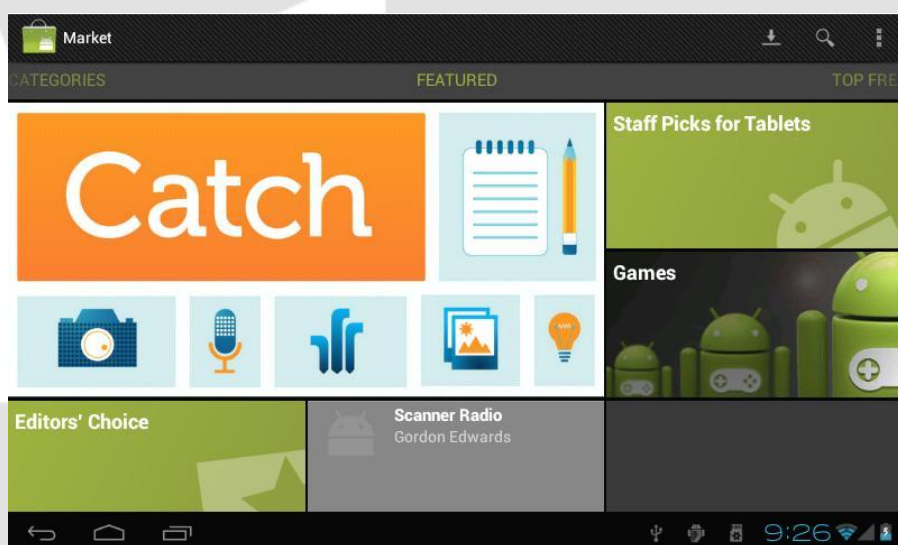 Market
CATEGORIES
FEATURED
TOP FRE
Catch
Staff Picks for Tablets
Games
Editors' Choice
Scanner Radio
Gordon Edwards
9:26